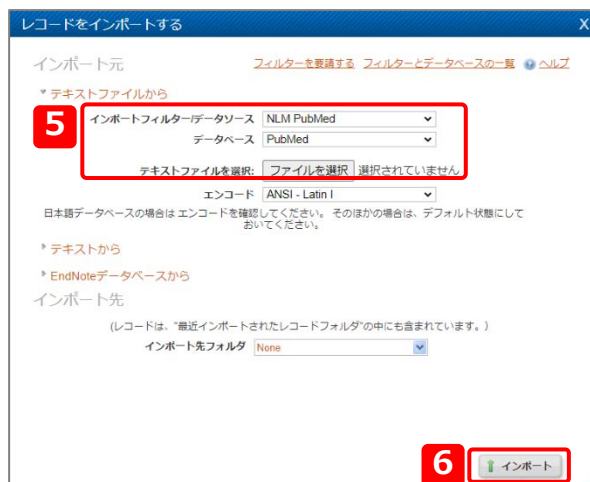 レコードをインポートする X
インポート元 フィルターを要請する フィルターとデータベースの一覧 ヘルプ
テキストファイルから
5
インポートフィルター/データソース NLM PubMed
データベース PubMed
テキストファイルを選択: ファイルを選択 選択されていません
エンコード ANSI - Latin I
日本語データベースの場合は エンコードを確認してください。 そのほかの場合は、デフォルト状態にして
おいてください。
テキストから
EndNoteデータベースから
インポート先
(レコードは、"最近インポートされたレコードフォルダ"の中にも含まれています。)
インポート先フォルダ None
6 インポート